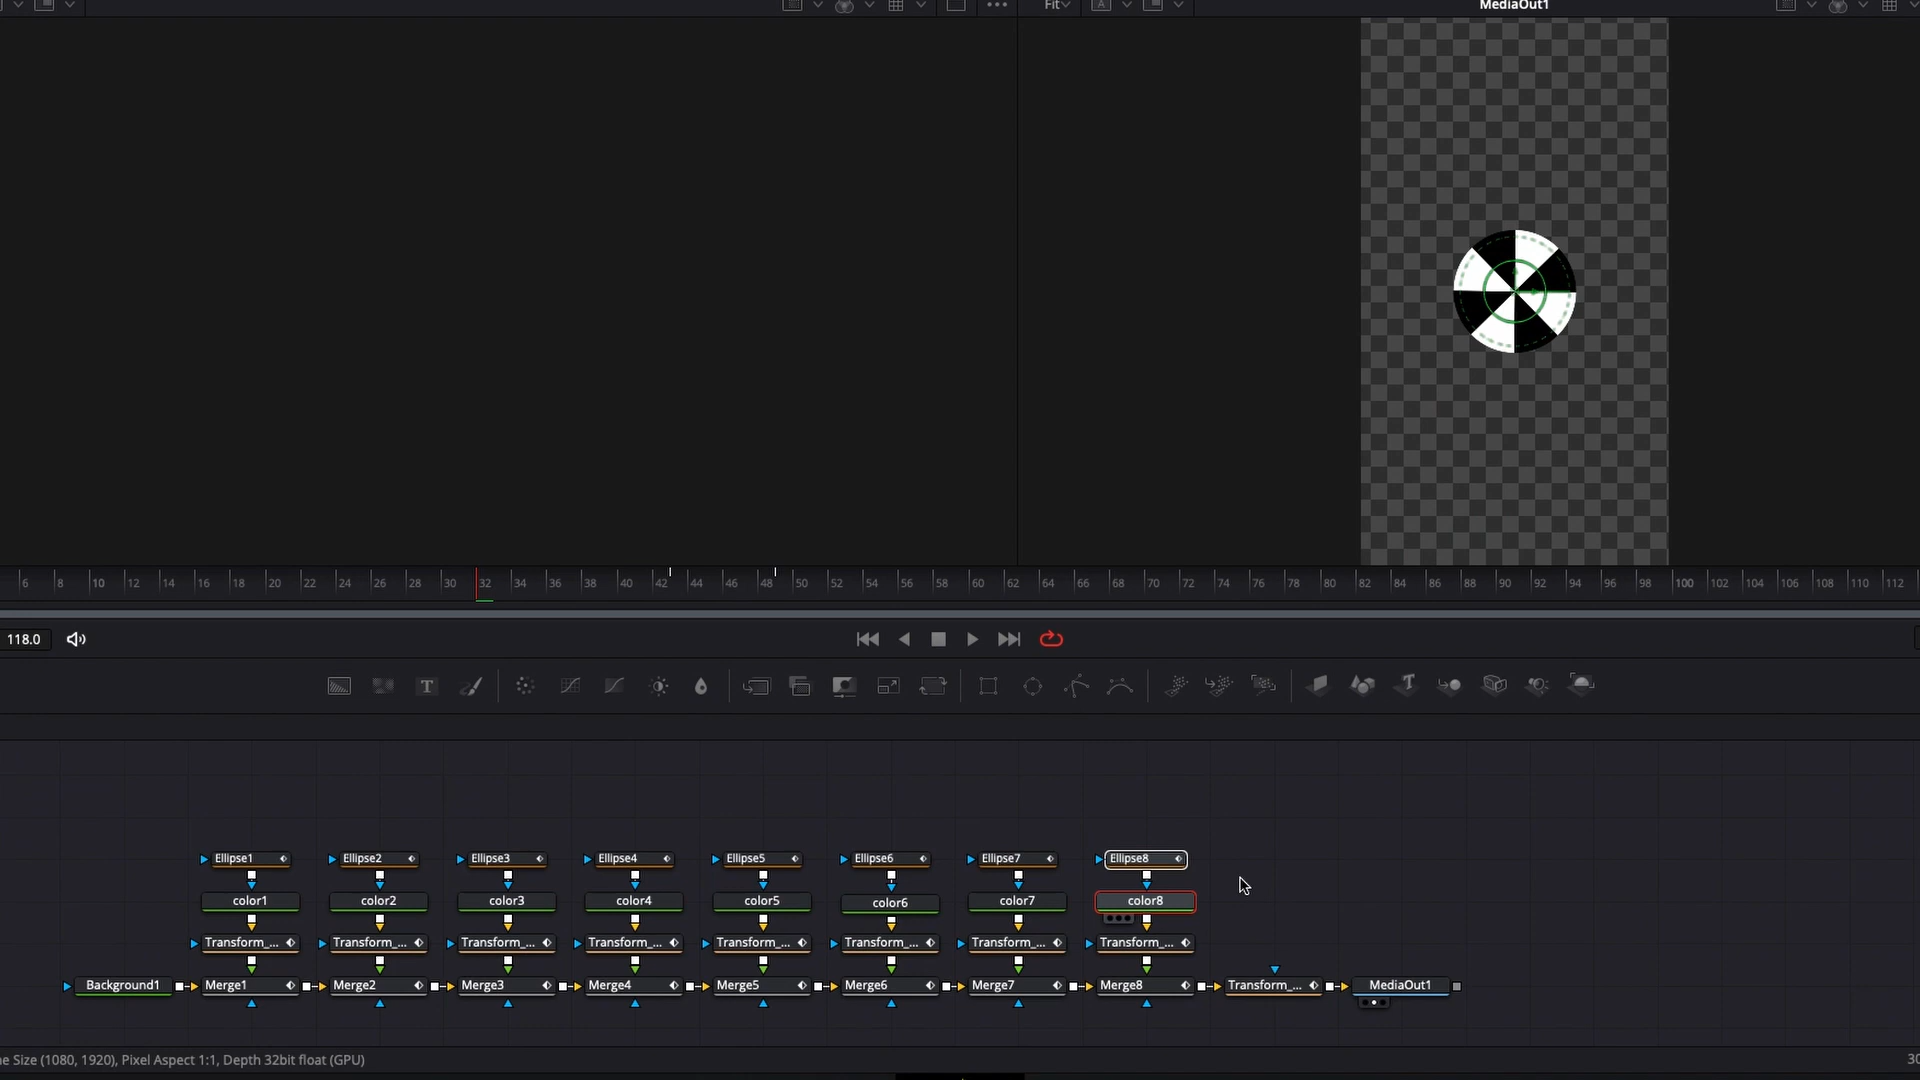 Fit
A
MediaOut1
6 8 10 12 14 16 18 20 22 24 26 28 30 32 34 36 38 40 42 44 46 48 50 52 54 56 58 60 62 64 66 68 70 72 74 76 78 80 82 84 86 88 90 92 94 96 98 100 102 104 106 108 110 112
118.0
T
Ellipse1 Ellipse2 Ellipse3 Ellipse4 Ellipse5 Ellipse6 Ellipse7 Ellipse8
color1 color2 color3 color4 color5 color6 color7 color8
Transform_... Transform_... Transform_... Transform_... Transform_... Transform_... Transform_... Transform_...
Background1 Merge1 Merge2 Merge3 Merge4 Merge5 Merge6 Merge7 Merge8 Transform_... MediaOut1
e Size (1080, 1920), Pixel Aspect 1:1, Depth 32bit float (GPU)
30